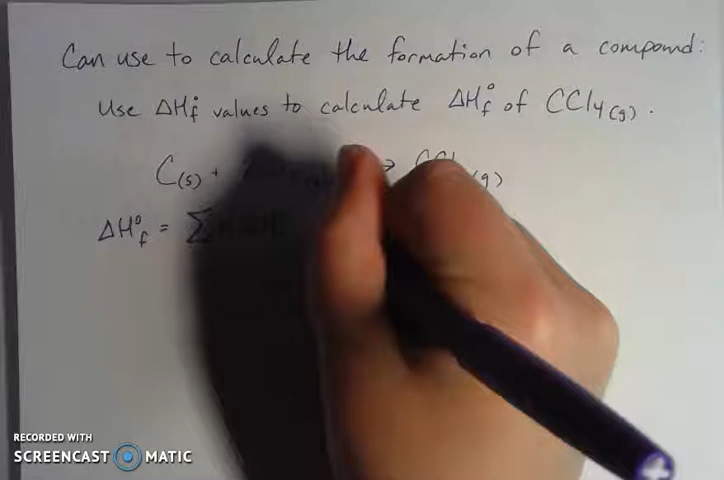 Can use to calculate the formation of a compound:
Use ΔH°f values to calculate ΔH°f of CCl4(g).
C(s) + → (g)
ΔH°f = Σ
RECORDED WITH
SCREENCAST MATIC